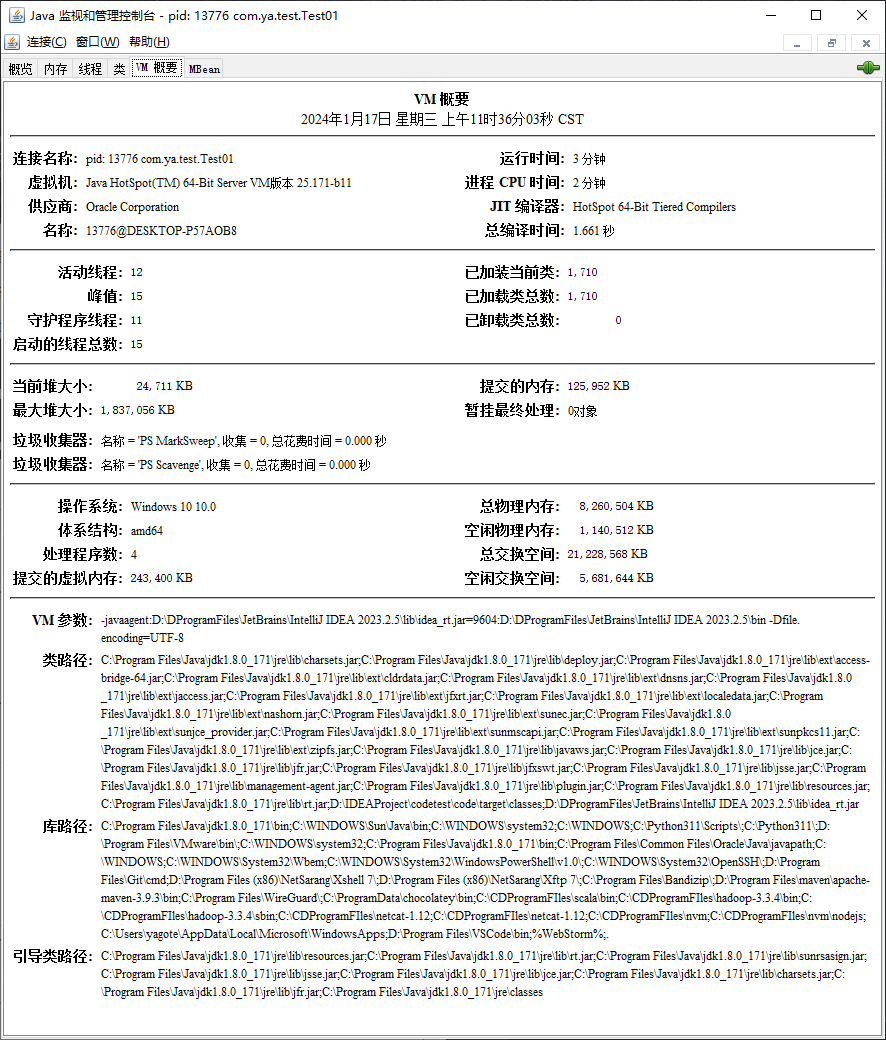 Java 监视和管理控制台 - pid: 13776 com.ya.test.Test01
连接(C) 窗口(W) 帮助(H)
概览 内存 线程 类 VM 概要 MBean
VM 概要
2024年1月17日 星期三 上午11时36分03秒 CST
连接名称: pid: 13776 com.ya.test.Test01 运行时间: 3 分钟
虚拟机: Java HotSpot(TM) 64-Bit Server VM版本 25.171-b11 进程 CPU 时间: 2 分钟
供应商: Oracle Corporation JIT 编译器: HotSpot 64-Bit Tiered Compilers
名称: 13776@DESKTOP-P57AOB8 总编译时间: 1.661 秒
活动线程: 12 已加装当前类: 1,710
峰值: 15 已加载类总数: 1,710
守护程序线程: 11 已卸载类总数: 0
启动的线程总数: 15
当前堆大小: 24,711 KB 提交的内存: 125,952 KB
最大堆大小: 1,837,056 KB 暂挂最终处理: 0对象
垃圾收集器: 名称 = 'PS MarkSweep', 收集 = 0, 总花费时间 = 0.000 秒
垃圾收集器: 名称 = 'PS Scavenge', 收集 = 0, 总花费时间 = 0.000 秒
操作系统: Windows 10 10.0 总物理内存: 8,260,504 KB
体系结构: amd64 空闲物理内存: 1,140,512 KB
处理程序数: 4 总交换空间: 21,228,568 KB
提交的虚拟内存: 243,400 KB 空闲交换空间: 5,681,644 KB
VM 参数: -javaagent:D:\DProgramFiles\JetBrains\IntelliJ IDEA 2023.2.5\lib\idea_rt.jar=9604:D:\DProgramFiles\JetBrains\IntelliJ IDEA 2023.2.5\bin -Dfile.
encoding=UTF-8
类路径: C:\Program Files\Java\jdk1.8.0_171\jre\lib\charsets.jar;C:\Program Files\Java\jdk1.8.0_171\jre\lib\deploy.jar;C:\Program Files\Java\jdk1.8.0_171\jre\lib\ext\access-
bridge-64.jar;C:\Program Files\Java\jdk1.8.0_171\jre\lib\ext\cldrdata.jar;C:\Program Files\Java\jdk1.8.0_171\jre\lib\ext\dnsns.jar;C:\Program Files\Java\jdk1.8.0
_171\jre\lib\ext\jaccess.jar;C:\Program Files\Java\jdk1.8.0_171\jre\lib\ext\jfxrt.jar;C:\Program Files\Java\jdk1.8.0_171\jre\lib\ext\localedata.jar;C:\Program
Files\Java\jdk1.8.0_171\jre\lib\ext\nashorn.jar;C:\Program Files\Java\jdk1.8.0_171\jre\lib\ext\sunec.jar;C:\Program Files\Java\jdk1.8.0
_171\jre\lib\ext\sunjce_provider.jar;C:\Program Files\Java\jdk1.8.0_171\jre\lib\ext\sunmscapi.jar;C:\Program Files\Java\jdk1.8.0_171\jre\lib\ext\sunpkcs11.jar;C:
\Program Files\Java\jdk1.8.0_171\jre\lib\ext\zipfs.jar;C:\Program Files\Java\jdk1.8.0_171\jre\lib\javaws.jar;C:\Program Files\Java\jdk1.8.0_171\jre\lib\jce.jar;C:
\Program Files\Java\jdk1.8.0_171\jre\lib\jfr.jar;C:\Program Files\Java\jdk1.8.0_171\jre\lib\jfxswt.jar;C:\Program Files\Java\jdk1.8.0_171\jre\lib\jsse.jar;C:\Program
Files\Java\jdk1.8.0_171\jre\lib\management-agent.jar;C:\Program Files\Java\jdk1.8.0_171\jre\lib\plugin.jar;C:\Program Files\Java\jdk1.8.0_171\jre\lib\resources.jar;
C:\Program Files\Java\jdk1.8.0_171\jre\lib\rt.jar;D:\IDEAProject\codetest\code\target\classes;D:\DProgramFiles\JetBrains\IntelliJ IDEA 2023.2.5\lib\idea_rt.jar
库路径: C:\Program Files\Java\jdk1.8.0_171\bin;C:\WINDOWS\Sun\Java\bin;C:\WINDOWS\system32;C:\WINDOWS;C:\Python311\Scripts\;C:\Python311\;D:
\Program Files\VMware\bin\;C:\WINDOWS\system32;C:\Program Files\Java\jdk1.8.0_171\bin;C:\Program Files\Common Files\Oracle\Java\javapath;C:
\WINDOWS;C:\WINDOWS\System32\Wbem;C:\WINDOWS\System32\WindowsPowerShell\v1.0\;C:\WINDOWS\System32\OpenSSH\;D:\Program
Files\Git\cmd;D:\Program Files (x86)\NetSarang\Xshell 7\;D:\Program Files (x86)\NetSarang\Xftp 7\;C:\Program Files\Bandizip\;D:\Program Files\maven\apache-
maven-3.9.3\bin;C:\Program Files\WireGuard\;C:\ProgramData\chocolatey\bin;C:\CDProgramFIles\scala\bin;C:\CDProgramFIles\hadoop-3.3.4\bin;C:
\CDProgramFIles\hadoop-3.3.4\sbin;C:\CDProgramFIles\netcat-1.12;C:\CDProgramFIles\netcat-1.12;C:\CDProgramFIles\nvm;C:\CDProgramFIles\nvm\nodejs;
C:\Users\yagote\AppData\Local\Microsoft\WindowsApps;D:\Program Files\VSCode\bin;%WebStorm%;.
引导类路径: C:\Program Files\Java\jdk1.8.0_171\jre\lib\resources.jar;C:\Program Files\Java\jdk1.8.0_171\jre\lib\rt.jar;C:\Program Files\Java\jdk1.8.0_171\jre\lib\sunrsasign.jar;
C:\Program Files\Java\jdk1.8.0_171\jre\lib\jsse.jar;C:\Program Files\Java\jdk1.8.0_171\jre\lib\jce.jar;C:\Program Files\Java\jdk1.8.0_171\jre\lib\charsets.jar;C:
\Program Files\Java\jdk1.8.0_171\jre\lib\jfr.jar;C:\Program Files\Java\jdk1.8.0_171\jre\classes